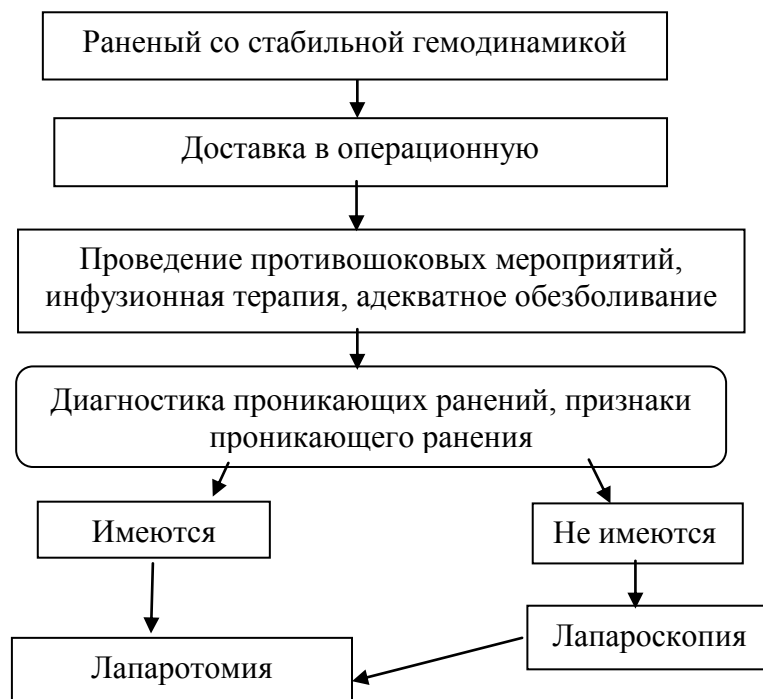 Раненый со стабильной гемодинамикой
Доставка в операционную
Проведение противошоковых мероприятий,
инфузионная терапия, адекватное обезболивание
Диагностика проникающих ранений, признаки
проникающего ранения
Имеются
Не имеются
Лапароскопия
Лапаротомия